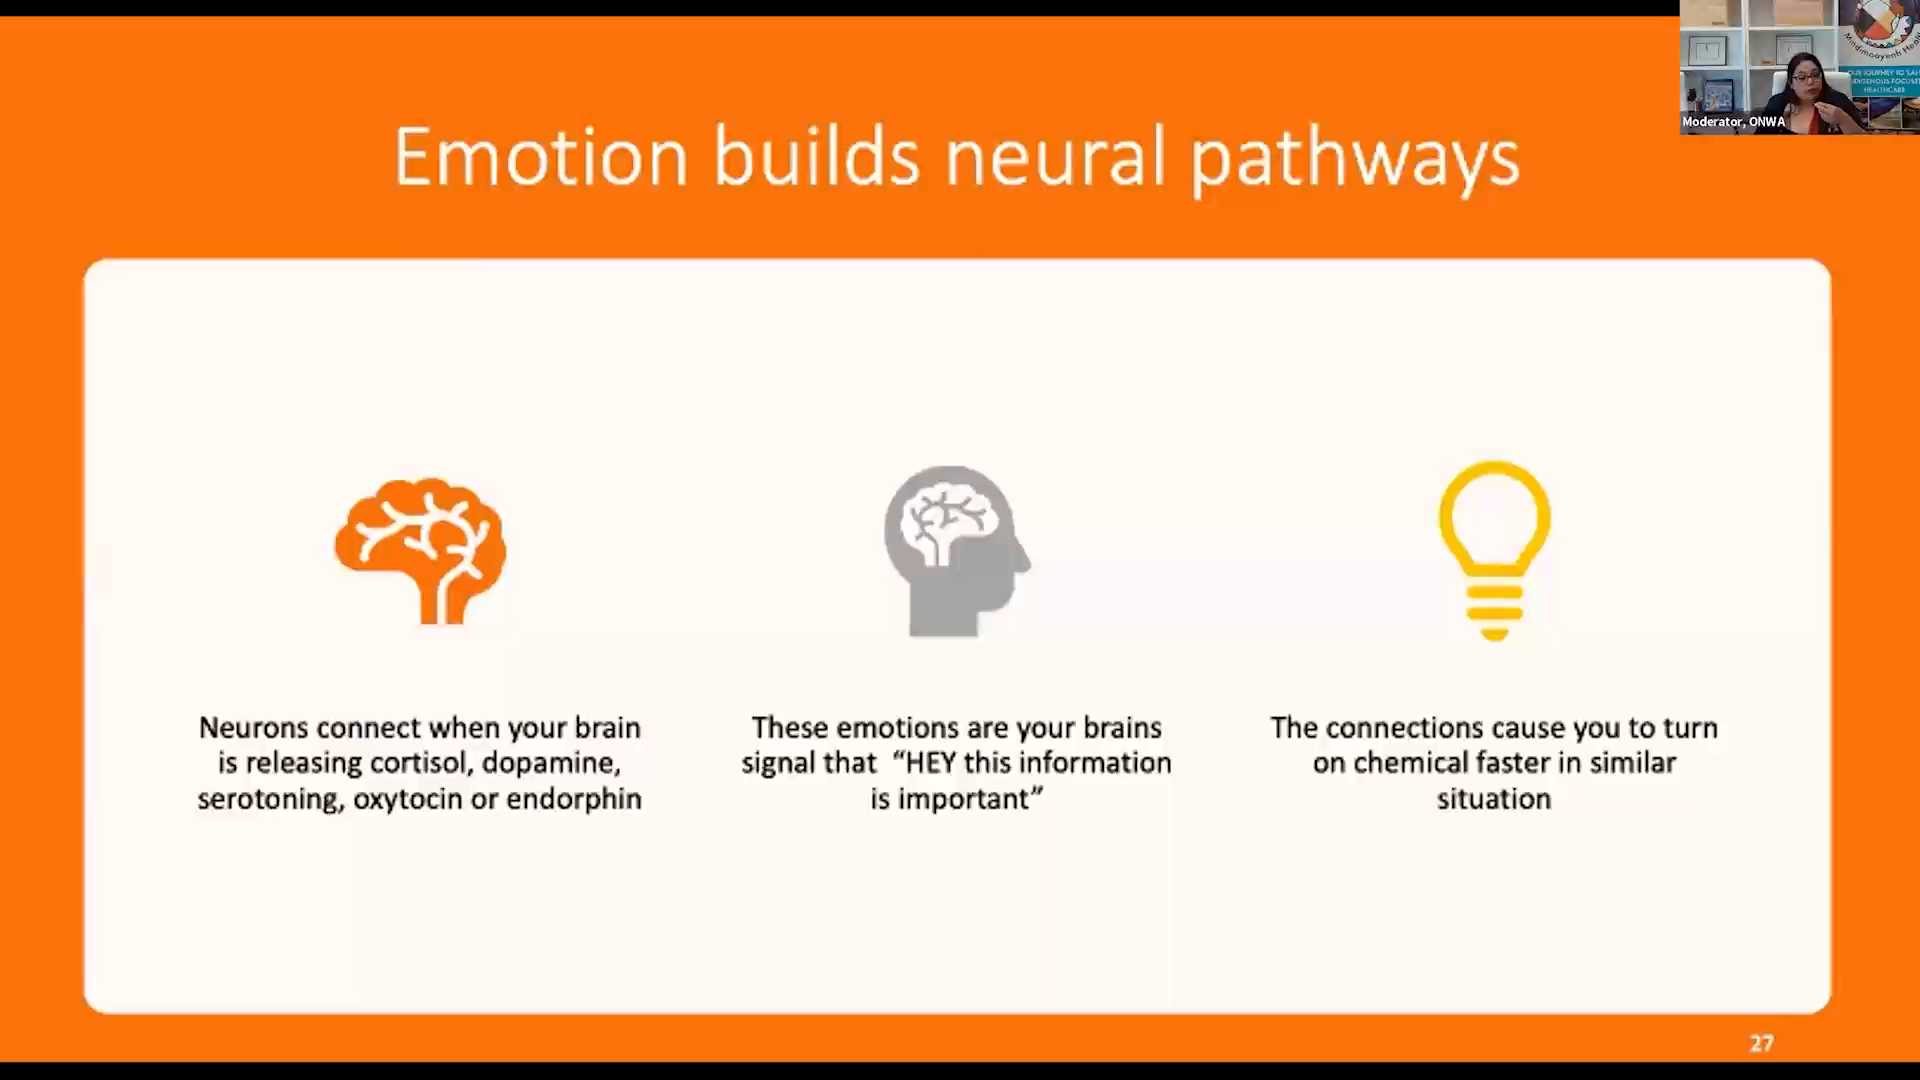 Emotion builds neural pathways
Moderator, ONWA
HEALTHCARE
Neurons connect when your brain
is releasing cortisol, dopamine,
serotoning, oxytocin or endorphin
These emotions are your brains
signal that “HEY this information
is important”
The connections cause you to turn
on chemical faster in similar
situation
27